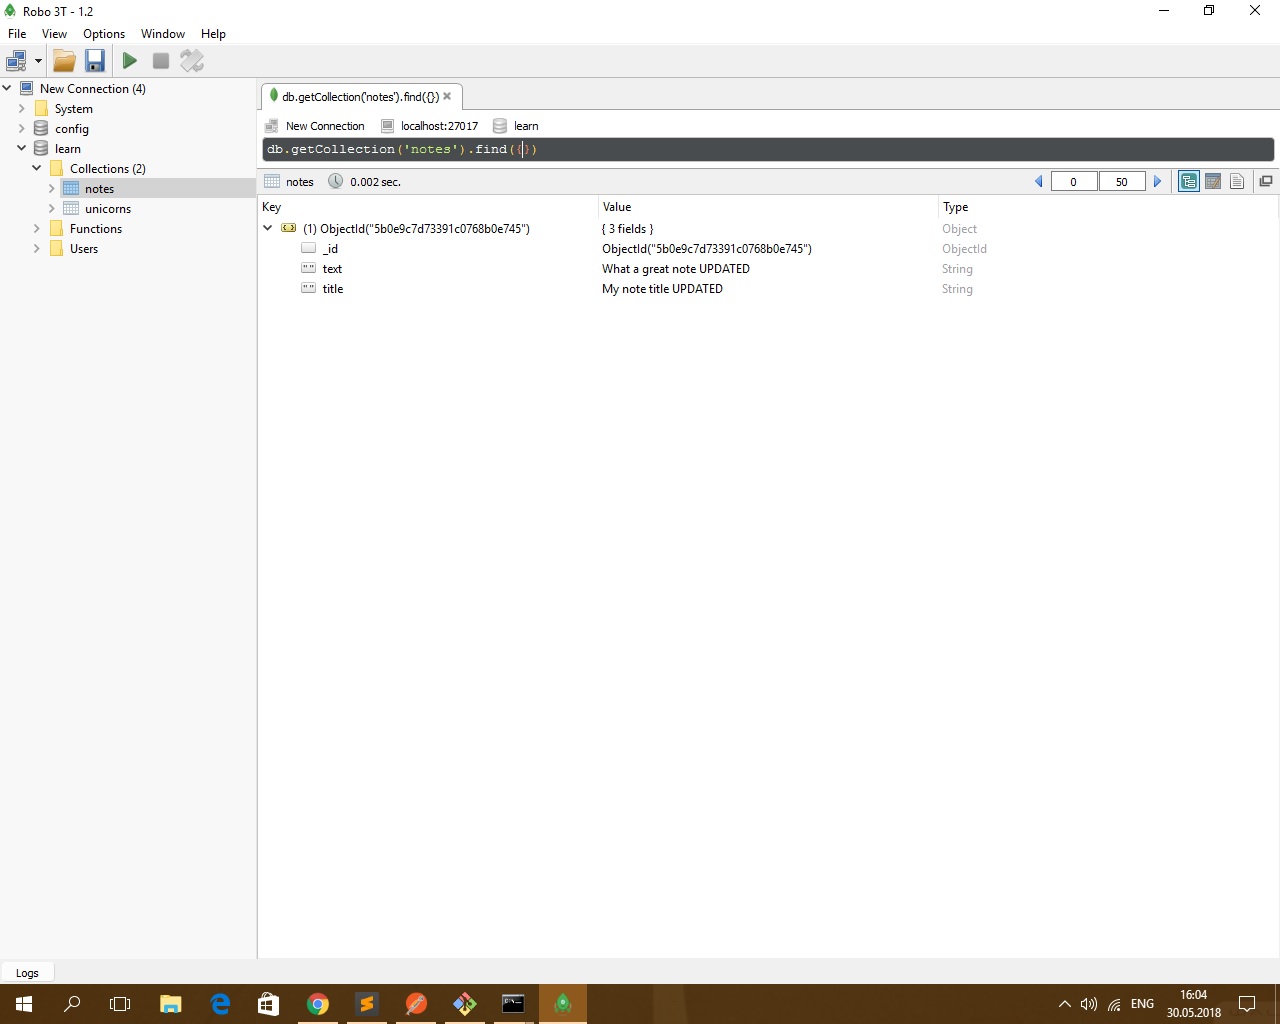 Robo 3T - 1.2
File View Options Window Help
New Connection (4)
System
config
learn
Collections (2)
notes
unicorns
Functions
Users
db.getCollection('notes').find({})
New Connection localhost:27017 learn
db.getCollection('notes').find({})
notes 0.002 sec. 0 50
Key Value Type
(1) ObjectId("5b0e9c7d73391c0768b0e745") { 3 fields } Object
_id ObjectId("5b0e9c7d73391c0768b0e745") ObjectId
text What a great note UPDATED String
title My note title UPDATED String
Logs
ENG 16:04
30.05.2018